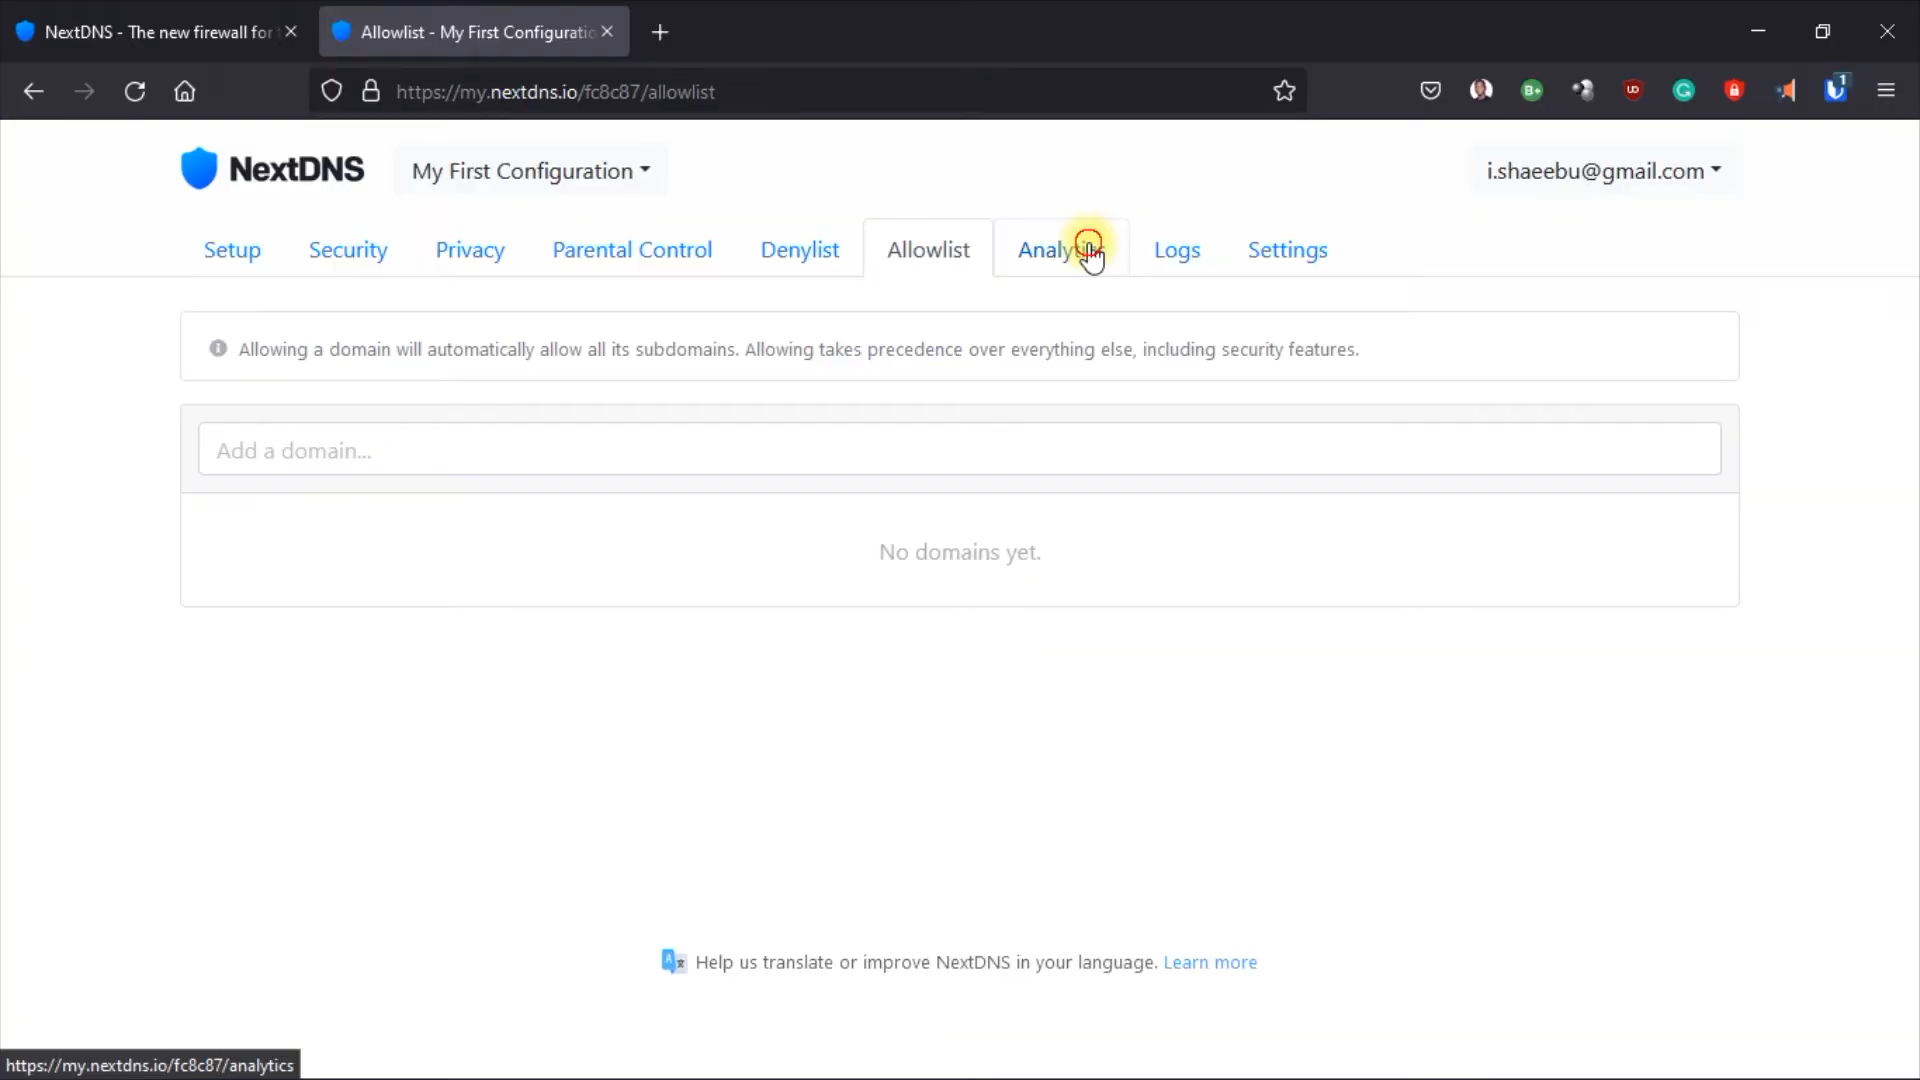 NextDNS - The new firewall for
Allowlist - My First Configuratio
https://my.nextdns.io/fc8c87/allowlist
1
NextDNS
My First Configuration
i.shaeebu@gmail.com
Setup
Security
Privacy
Parental Control
Denylist
Allowlist
Analytics
Logs
Settings
Allowing a domain will automatically allow all its subdomains. Allowing takes precedence over everything else, including security features.
Add a domain...
No domains yet.
Help us translate or improve NextDNS in your language. Learn more
https://my.nextdns.io/fc8c87/analytics